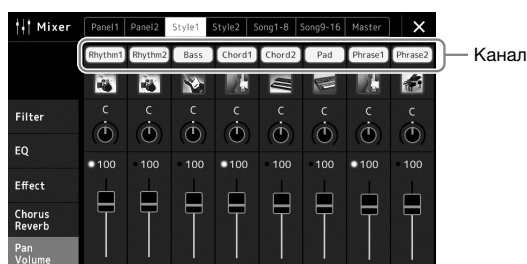 Mixer
Panel1 Panel2 Style1 Style2 Song1-8 Song9-16 Master
Rhythm1 Rhythm2 Bass Chord1 Chord2 Pad Phrase1 Phrase2
Канал
C C C C C C C C
Filter
EQ
100 100 100 100 100 100 100 100
Effect
Chorus
Reverb
Pan
Volume